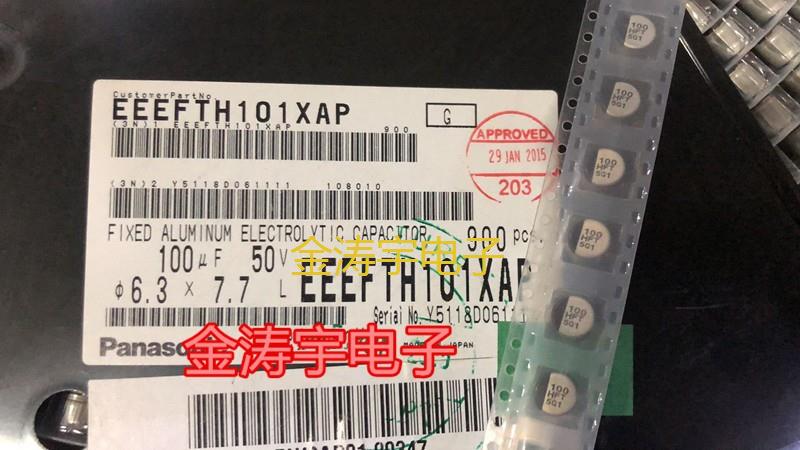 CustomerPartNo
EEEFTH101XAP
G
(3N)1 EEEFTH101XAP 900
APPROVED
29 JAN 2015
203
(3N)2 Y5118D061111 108010
FIXED ALUMINUM ELECTROLYTIC CAPACITOR 900 pcs.
100μF 50V
金涛宇电子
EEEFTH101XAP
φ6.3 x 7.7 L
Serial No. Y5118D06111
金涛宇电子
Panaso
JAPAN
100
HFT
5G1
100
HFT
5G1
100
HFT
5G1
100
HFT
5G1
100
HFT
5G1
100
HFT
5G1